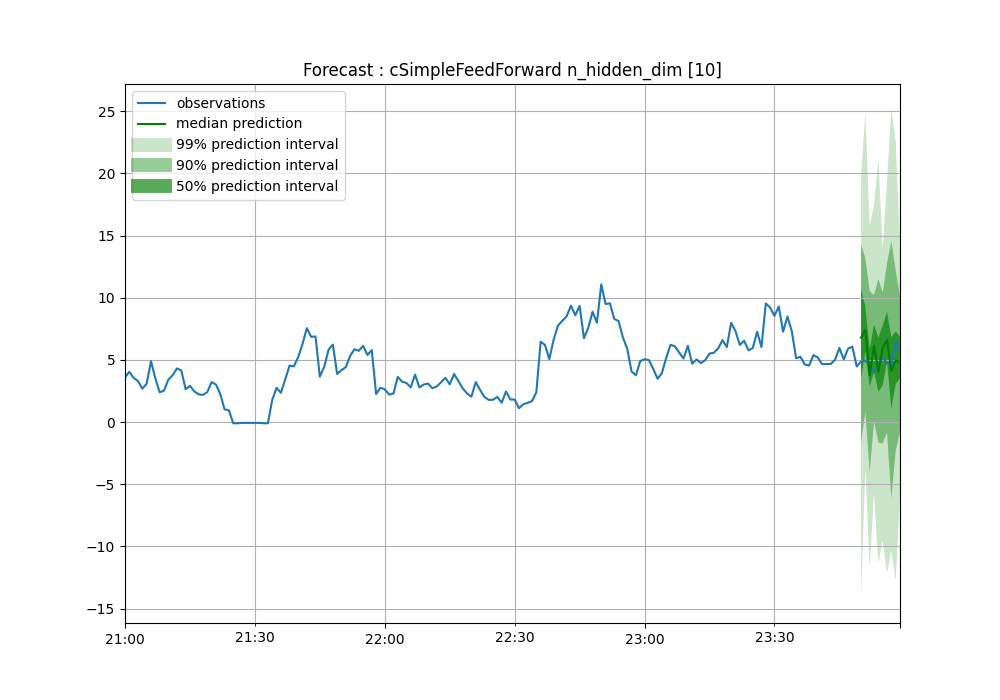 Forecast : cSimpleFeedForward n_hidden_dim [10]
observations
median prediction
99% prediction interval
90% prediction interval
50% prediction interval
25
20
15
10
5
0
−5
−10
−15
21:00
21:30
22:00
22:30
23:00
23:30